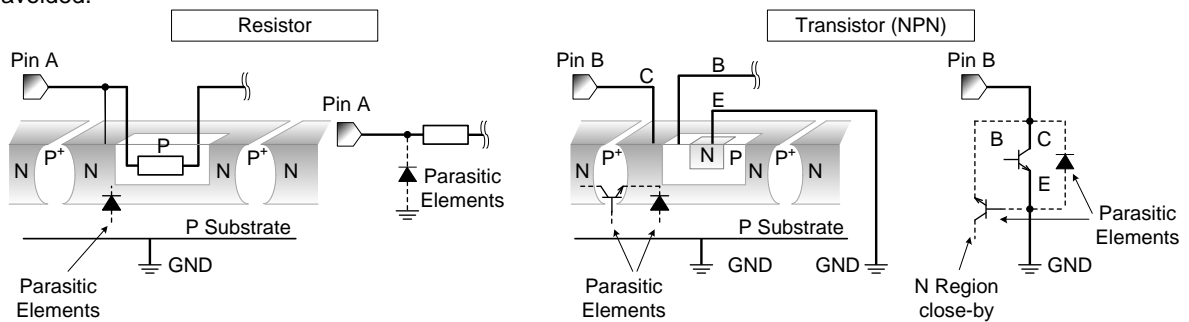 avoided.
Resistor
Transistor (NPN)
Pin A
Pin A
N
P+
N
P
N
P+
N
Parasitic
Elements
P Substrate
GND
Parasitic
Elements
Pin B
C
B
E
N
P+
N
N
P
N
P+
N
P Substrate
GND
GND
Parasitic
Elements
Pin B
B
C
E
Parasitic
Elements
GND
N Region
close-by